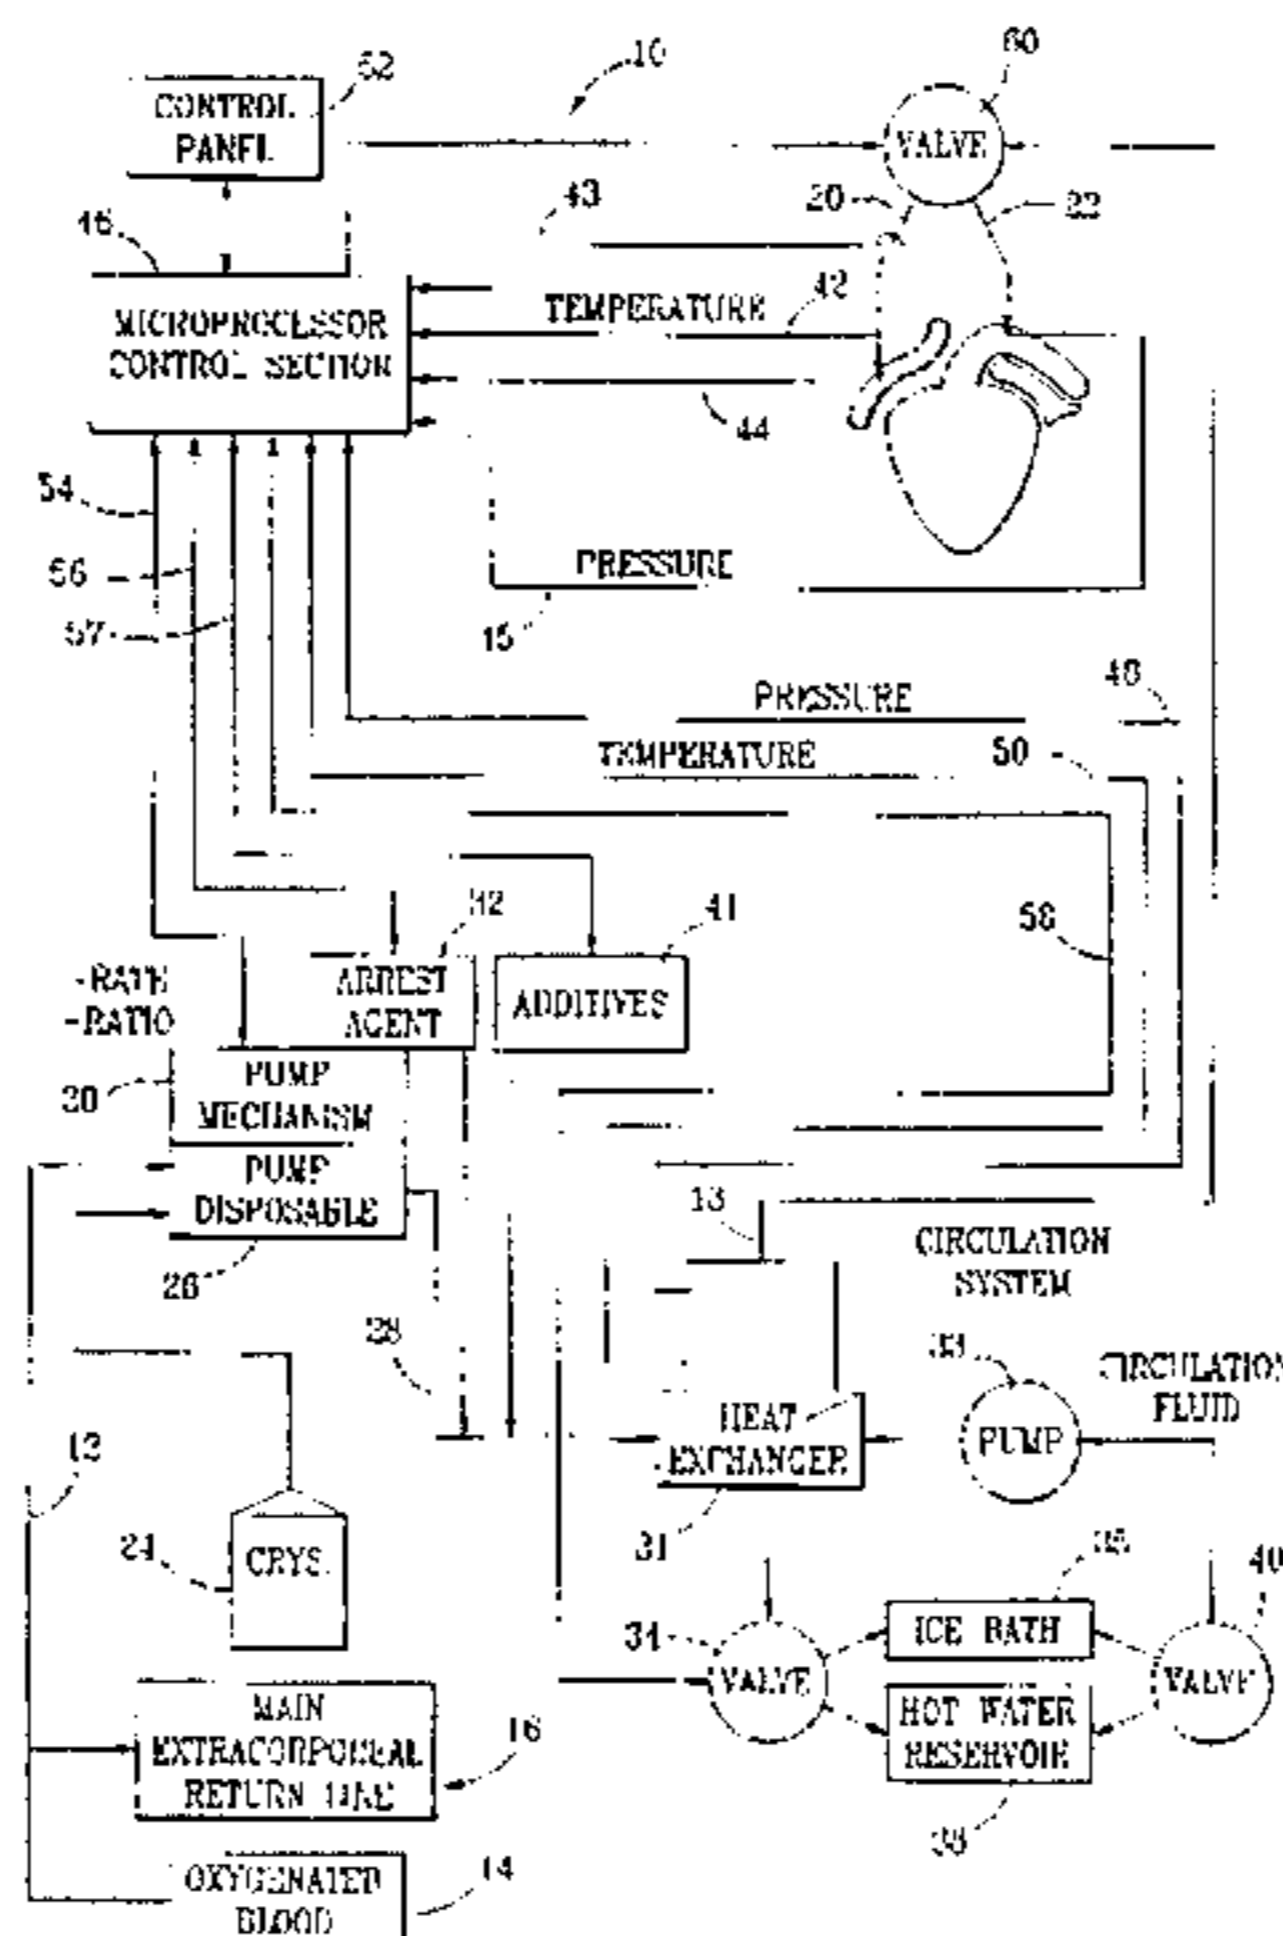 10
60
52
CONTROL
PANEL
VALVE
43
20
22
46
MICROPROCESSOR
CONTROL SECTION
TEMPERATURE
42
44
54
56
57
PRESSURE
45
PRESSURE
48
TEMPERATURE
50
58
32
41
-RATE
-RATIO
ARREST
AGENT
ADDITIVES
30
PUMP
MECHANISM
PUMP
DISPOSABLE
26
18
CIRCULATION
SYSTEM
28
33
CIRCULATION
FLUID
HEAT
EXCHANGER
PUMP
12
31
24
CRYS.
40
34
VALVE
ICE BATH
VALVE
HOT WATER
RESERVOIR
MAIN
EXTRACORPOREAL
RETURN LINE
16
OXYGENATED
BLOOD
14